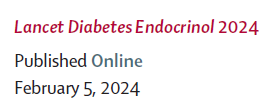 Lancet Diabetes Endocrinol 2024
Published Online
February 5, 2024